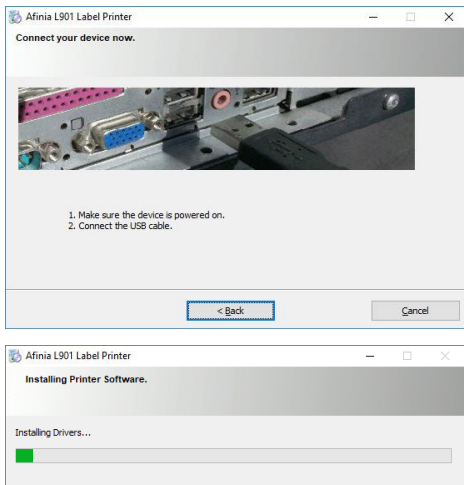 Afinia L901 Label Printer
Connect your device now.
1. Make sure the device is powered on.
2. Connect the USB cable.
< Back
Cancel
Afinia L901 Label Printer
Installing Printer Software.
Installing Drivers...